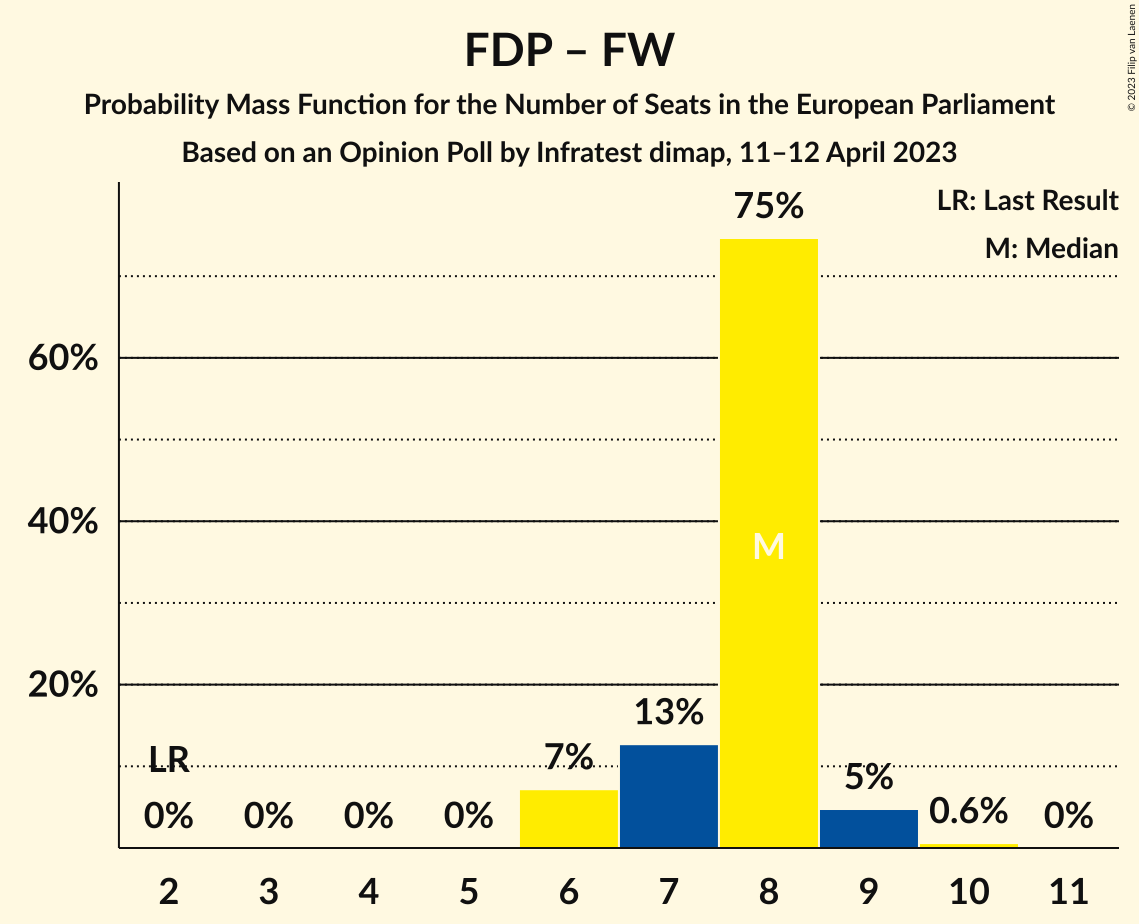 FDP – FW
Probability Mass Function for the Number of Seats in the European Parliament
Based on an Opinion Poll by Infratest dimap, 11–12 April 2023
© 2023 Filip van Laenen
LR: Last Result
M: Median
75%
60%
40%
M
20%
13%
LR
7%
5%
0% 0% 0% 0% 0.6% 0%
2 3 4 5 6 7 8 9 10 11